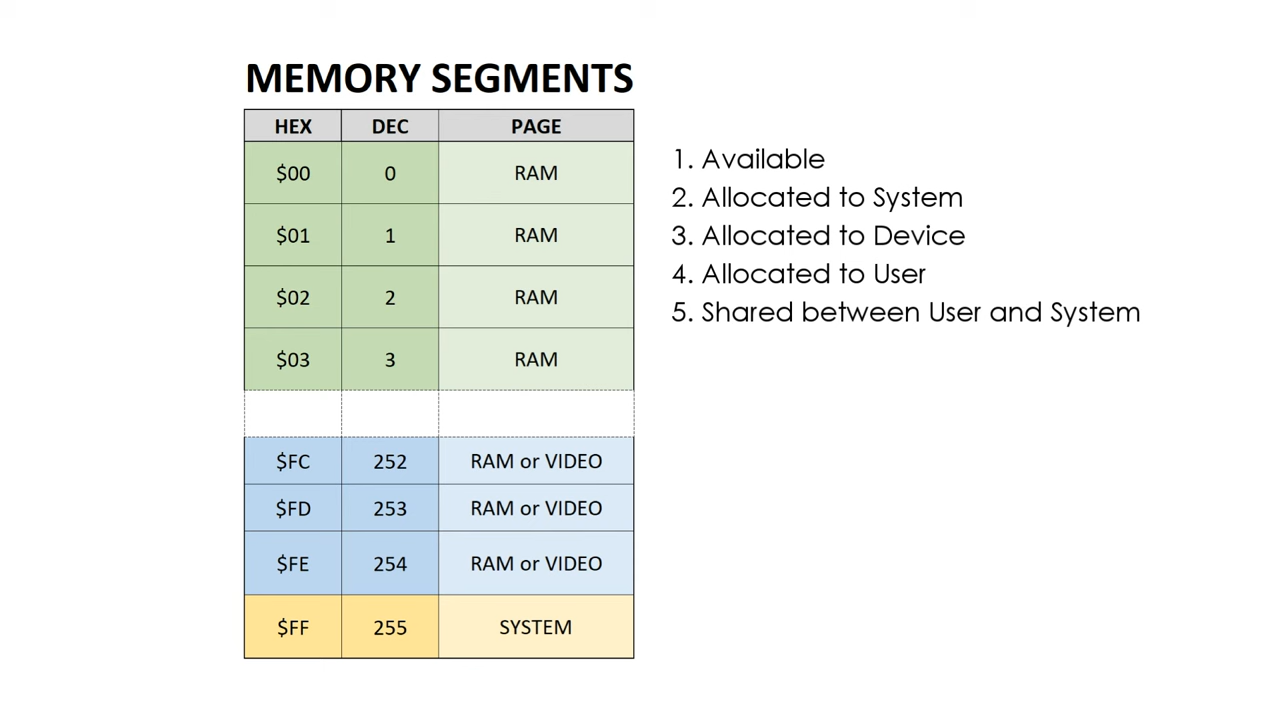 MEMORY SEGMENTS
HEX DEC PAGE
$00 0 RAM
$01 1 RAM
$02 2 RAM
$03 3 RAM
$FC 252 RAM or VIDEO
$FD 253 RAM or VIDEO
$FE 254 RAM or VIDEO
$FF 255 SYSTEM
1. Available
2. Allocated to System
3. Allocated to Device
4. Allocated to User
5. Shared between User and System